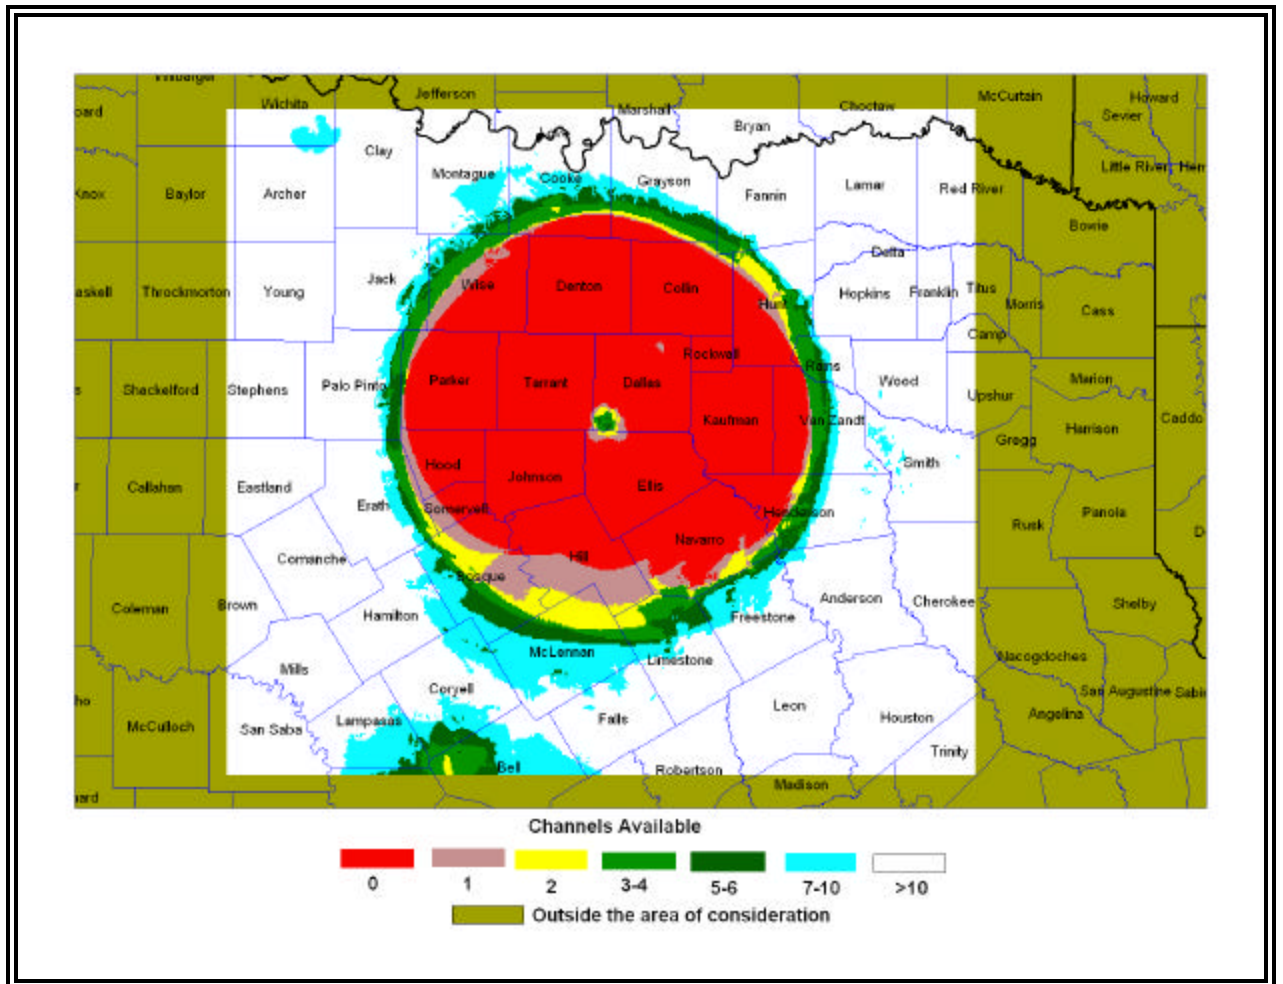 Jefferson
Wichita
McCurtain
Howard
Choctaw
Marshall
Sevier
Bryan
Clay
Little River
Montague
Cooke
Grayson
Knox
Baylor
Archer
Fannin
Lamar
Red River
Bowie
Delta
Jack
Wise
Denton
Collin
Throckmorton
Young
Hopkins
Franklin
Titus
Morris
Cass
Camp
Rockwall
Rains
Parker
Tarrant
Dallas
Marion
Shackelford
Stephens
Palo Pinto
Wood
Upshur
Kaufman
Van Zandt
Caddo
Harrison
Gregg
Hood
Smith
Johnson
Callahan
Eastland
Ellis
Erath
Somervell
Henderson
Panola
Rusk
Navarro
Hill
Comanche
Bosque
Coleman
Brown
Hamilton
Anderson
Cherokee
Shelby
Freestone
McLennan
Limestone
Nacogdoches
Mills
Coryell
San Augustine
Leon
Angelina
McCulloch
San Saba
Lampasas
Falls
Houston
Trinity
Bell
Robertson
Madison
Channels Available
0 1 2 3-4 5-6 7-10 >10
Outside the area of consideration